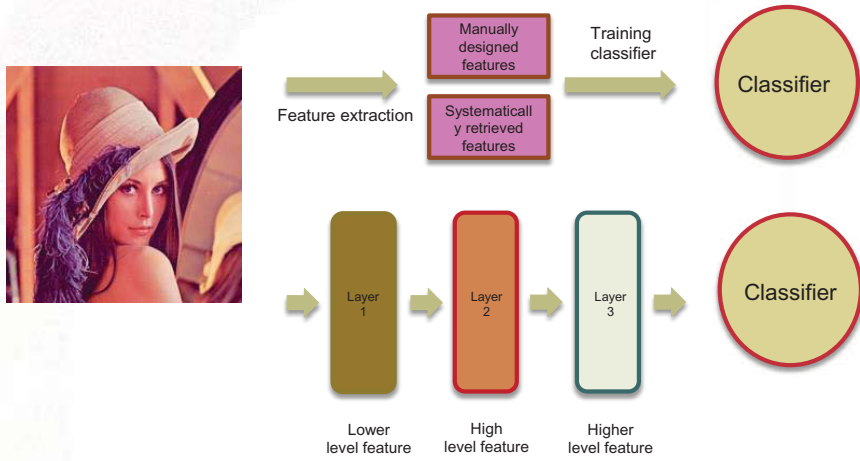 Manually
designed
features
Training
classifier
Classifier
Feature extraction
Systematicall
y retrieved
features
Layer
1
Layer
2
Layer
3
Classifier
Lower
level feature
High
level feature
Higher
level feature